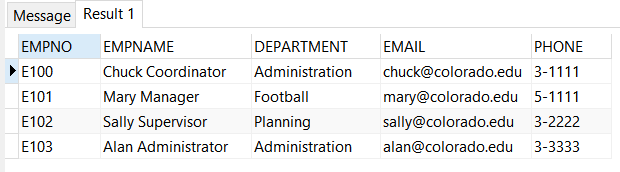 Message Result 1
EMPNO EMPNAME DEPARTMENT EMAIL PHONE
E100 Chuck Coordinator Administration chuck@colorado.edu 3-1111
E101 Mary Manager Football mary@colorado.edu 5-1111
E102 Sally Supervisor Planning sally@colorado.edu 3-2222
E103 Alan Administrator Administration alan@colorado.edu 3-3333